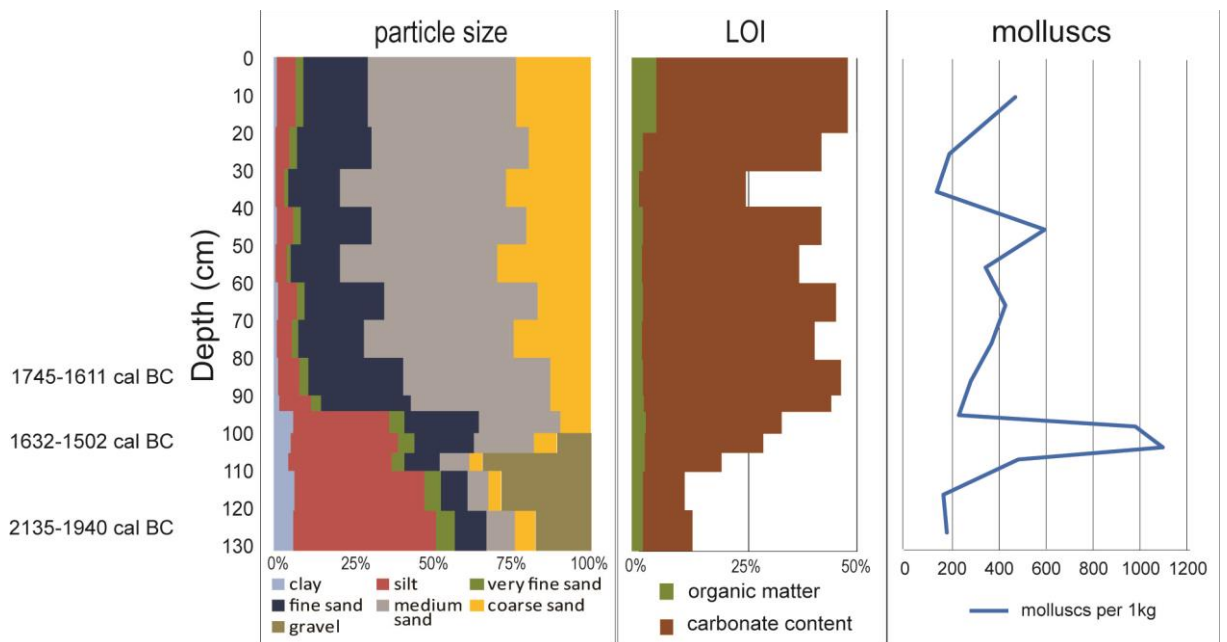 particle size
LOI
molluscs
Depth (cm)
0
10
20
30
40
50
60
70
80
90
100
110
120
130
1745-1611 cal BC
1632-1502 cal BC
2135-1940 cal BC
0%
25%
50%
75%
100%
0%
25%
50%
0
200
400
600
800
1000
1200
clay
silt
very fine sand
fine sand
medium
sand
coarse sand
gravel
organic matter
carbonate content
molluscs per 1kg